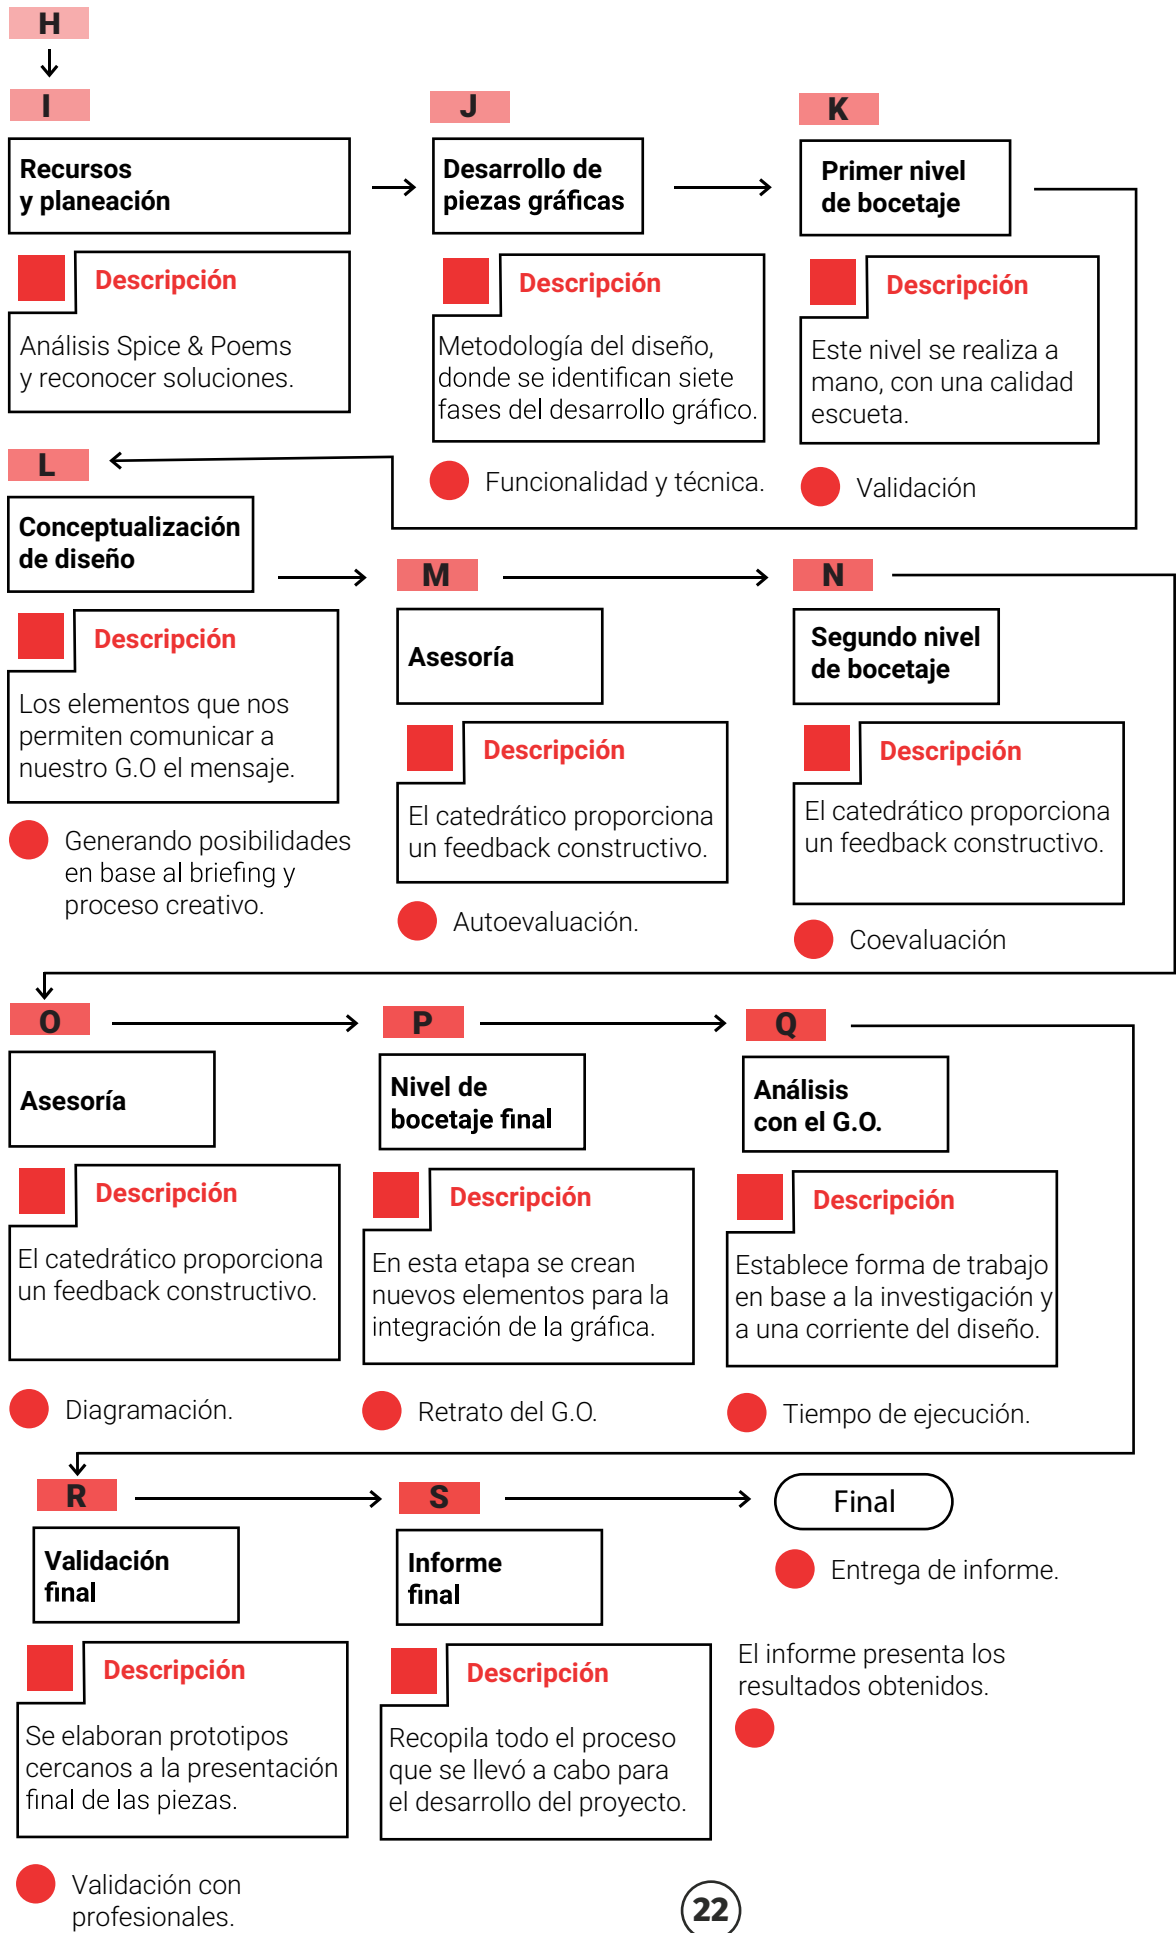 H
I
Recursos
y planeación
Descripción
Análisis Spice & Poems
y reconocer soluciones.
J
Desarrollo de
piezas gráficas
Descripción
Metodología del diseño,
donde se identifican siete
fases del desarrollo gráfico.
Funcionalidad y técnica.
K
Primer nivel
de bocetaje
Descripción
Este nivel se realiza a
mano, con una calidad
escueta.
Validación
L
Conceptualización
de diseño
Descripción
Los elementos que nos
permiten comunicar a
nuestro G.O el mensaje.
Generando posibilidades
en base al briefing y
proceso creativo.
M
Asesoría
Descripción
El catedrático proporciona
un feedback constructivo.
Autoevaluación.
N
Segundo nivel
de bocetaje
Descripción
El catedrático proporciona
un feedback constructivo.
Coevaluación
O
Asesoría
Descripción
El catedrático proporciona
un feedback constructivo.
Diagramación.
P
Nivel de
bocetaje final
Descripción
En esta etapa se crean
nuevos elementos para la
integración de la gráfica.
Retrato del G.O.
Q
Análisis
con el G.O.
Descripción
Establece forma de trabajo
en base a la investigación y
a una corriente del diseño.
Tiempo de ejecución.
R
Validación
final
Descripción
Se elaboran prototipos
cercanos a la presentación
final de las piezas.
Validación con
profesionales.
S
Informe
final
Descripción
Recopila todo el proceso
que se llevó a cabo para
el desarrollo del proyecto.
Final
Entrega de informe.
El informe presenta los
resultados obtenidos.
22